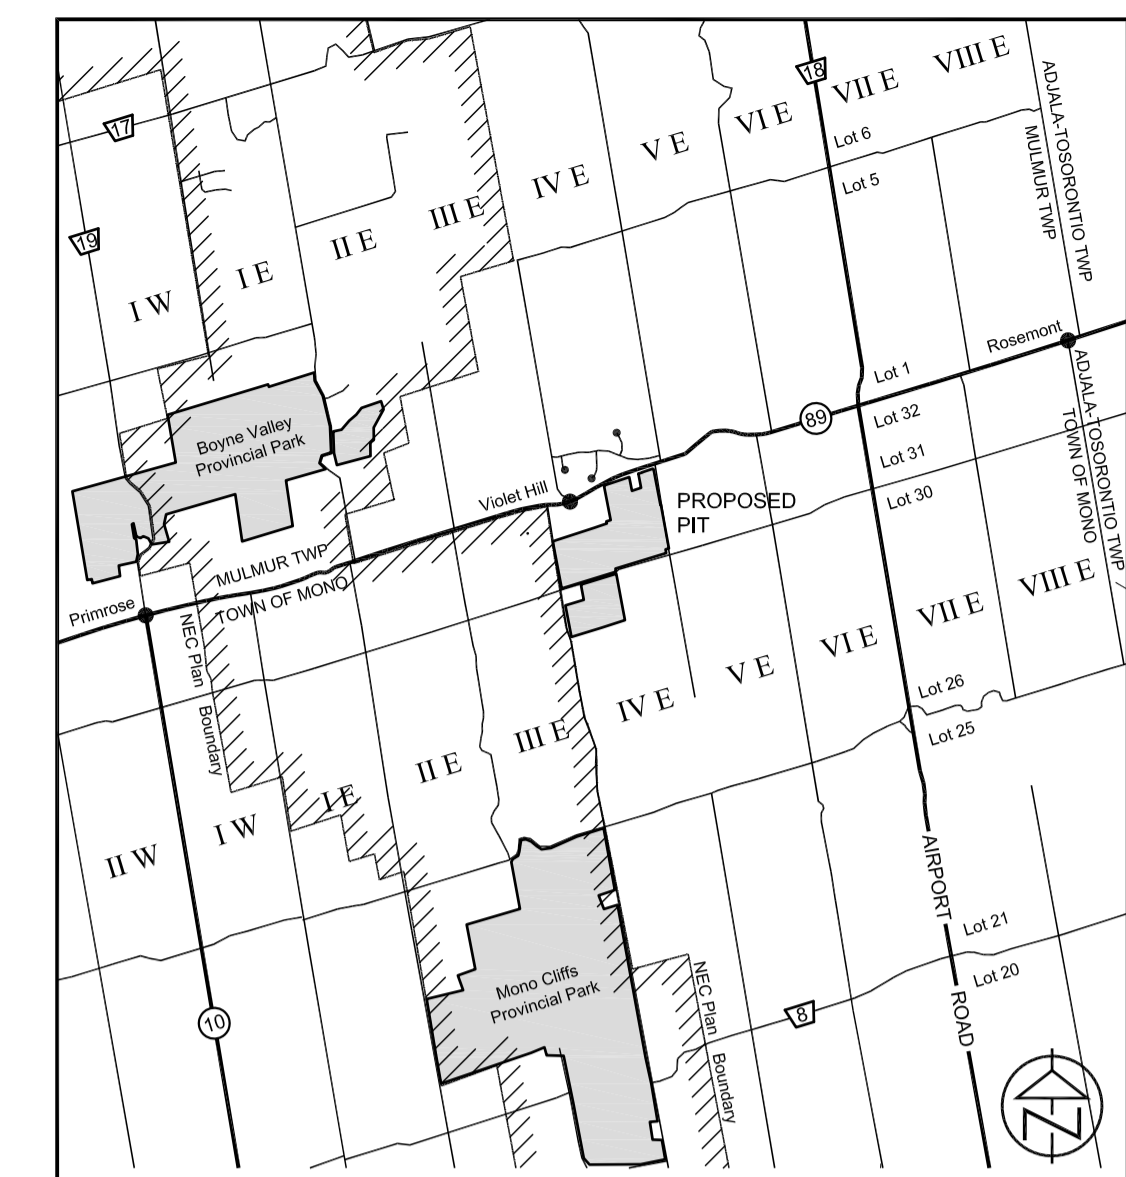 VIII E
VII E
VI E
V E
IV E
III E
II E
I E
I W
18
17
19
Lot 6
Lot 5
ADJALA-TOSORONTIO TWP
MULMUR TWP
Rosemont
Lot 1
Lot 32
Lot 31
Lot 30
89
ADJALA-TOSORONTIO TWP
TOWN OF MONO
Boyne Valley
Provincial Park
Violet Hill
PROPOSED
PIT
MULMUR TWP
TOWN OF MONO
Primrose
NEC Plan Boundary
VIII E
VII E
VI E
V E
IV E
III E
II E
I E
I W
II W
Lot 26
Lot 25
AIRPORT ROAD
Lot 21
Lot 20
Mono Cliffs
Provincial Park
NEC Plan Boundary
8
10
N